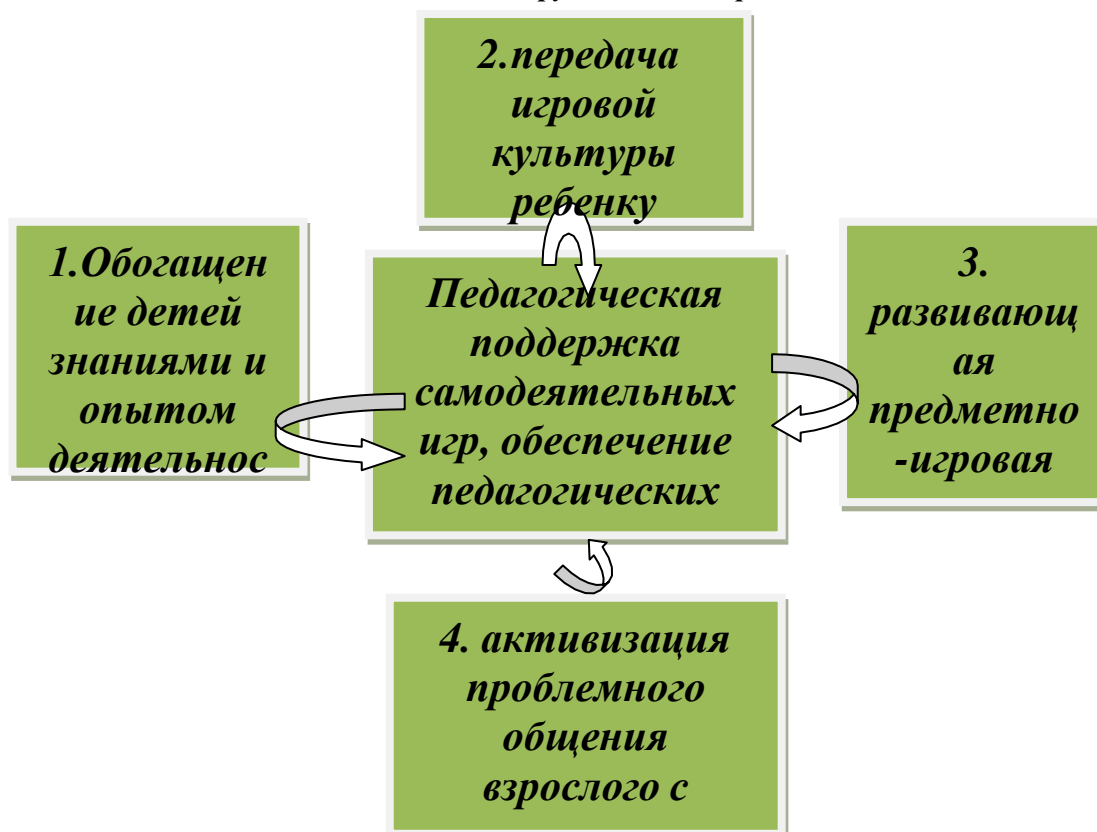 2.передача
игровой
культуры
ребенку
1.Обогащен
ие детей
знаниями и
опытом
деятельнос
Педагогическая
поддержка
самодеятельных
игр, обеспечение
педагогических
3.
развивающ
ая
предметно
-игровая
4. активизация
проблемного
общения
взрослого с